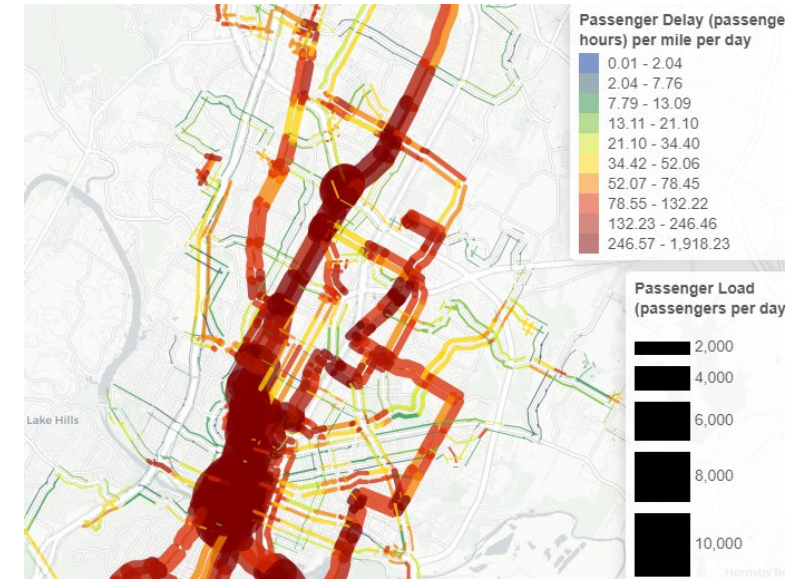 Passenger Delay (passenge
hours) per mile per day
0.01 - 2.04
2.04 - 7.76
7.79 - 13.09
13.11 - 21.10
21.10 - 34.40
34.42 - 52.06
52.07 - 78.45
78.55 - 132.22
132.23 - 246.46
246.57 - 1,918.23
Passenger Load
(passengers per day
2,000
4,000
6,000
8,000
10,000
Lake Hills
Hornsby Be